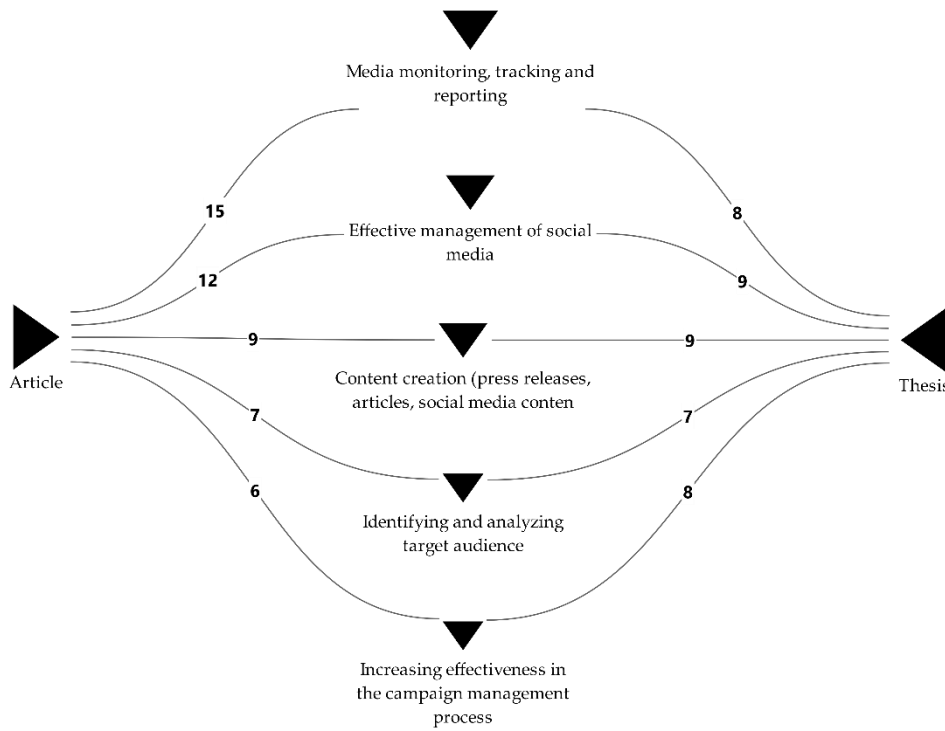 Media monitoring, tracking and
reporting
15
8
Effective management of social
media
12
9
9
9
Article
Thesis
Content creation (press releases,
articles, social media conten
7
7
6
8
Identifying and analyzing
target audience
Increasing effectiveness in
the campaign management
process